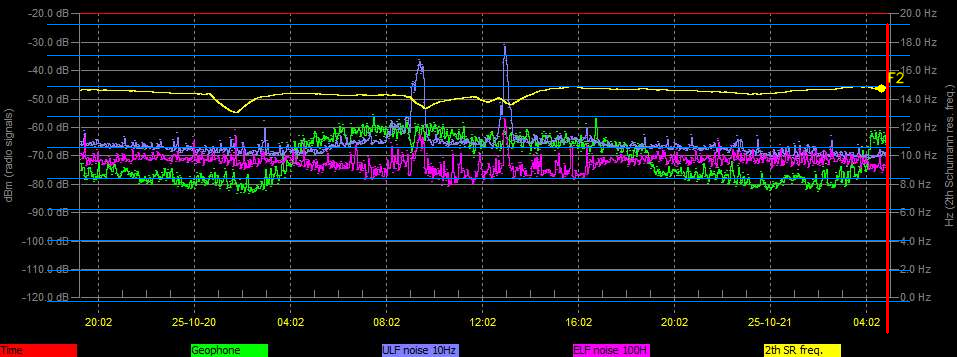 -20.0 dB 20.0 Hz
-30.0 dB 18.0 Hz
-40.0 dB 16.0 Hz
F2
-50.0 dB 14.0 Hz
-60.0 dB 12.0 Hz
-70.0 dB 10.0 Hz
-80.0 dB 8.0 Hz
-90.0 dB 6.0 Hz
-100.0 dB 4.0 Hz
-110.0 dB 2.0 Hz
-120.0 dB 0.0 Hz
dBm (radio signals)
Hz (2th Schumann res. freq.)
20:02 25-10-20 04:02 08:02 12:02 16:02 20:02 25-10-21 04:02
Time Geophone ULF noise 10Hz ELF noise 100H 2th SR freq.